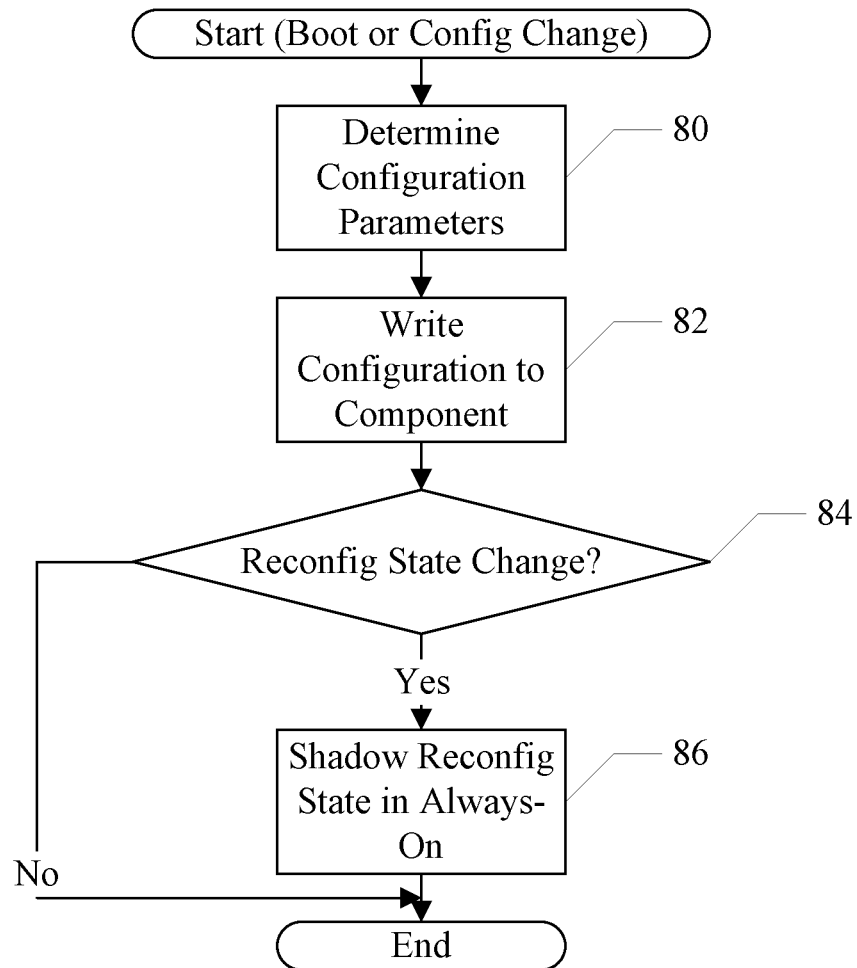 Start (Boot or Config Change)
Determine
Configuration
Parameters
80
Write
Configuration to
Component
82
Reconfig State Change?
84
Yes
Shadow Reconfig
State in Always-
On
86
No
End